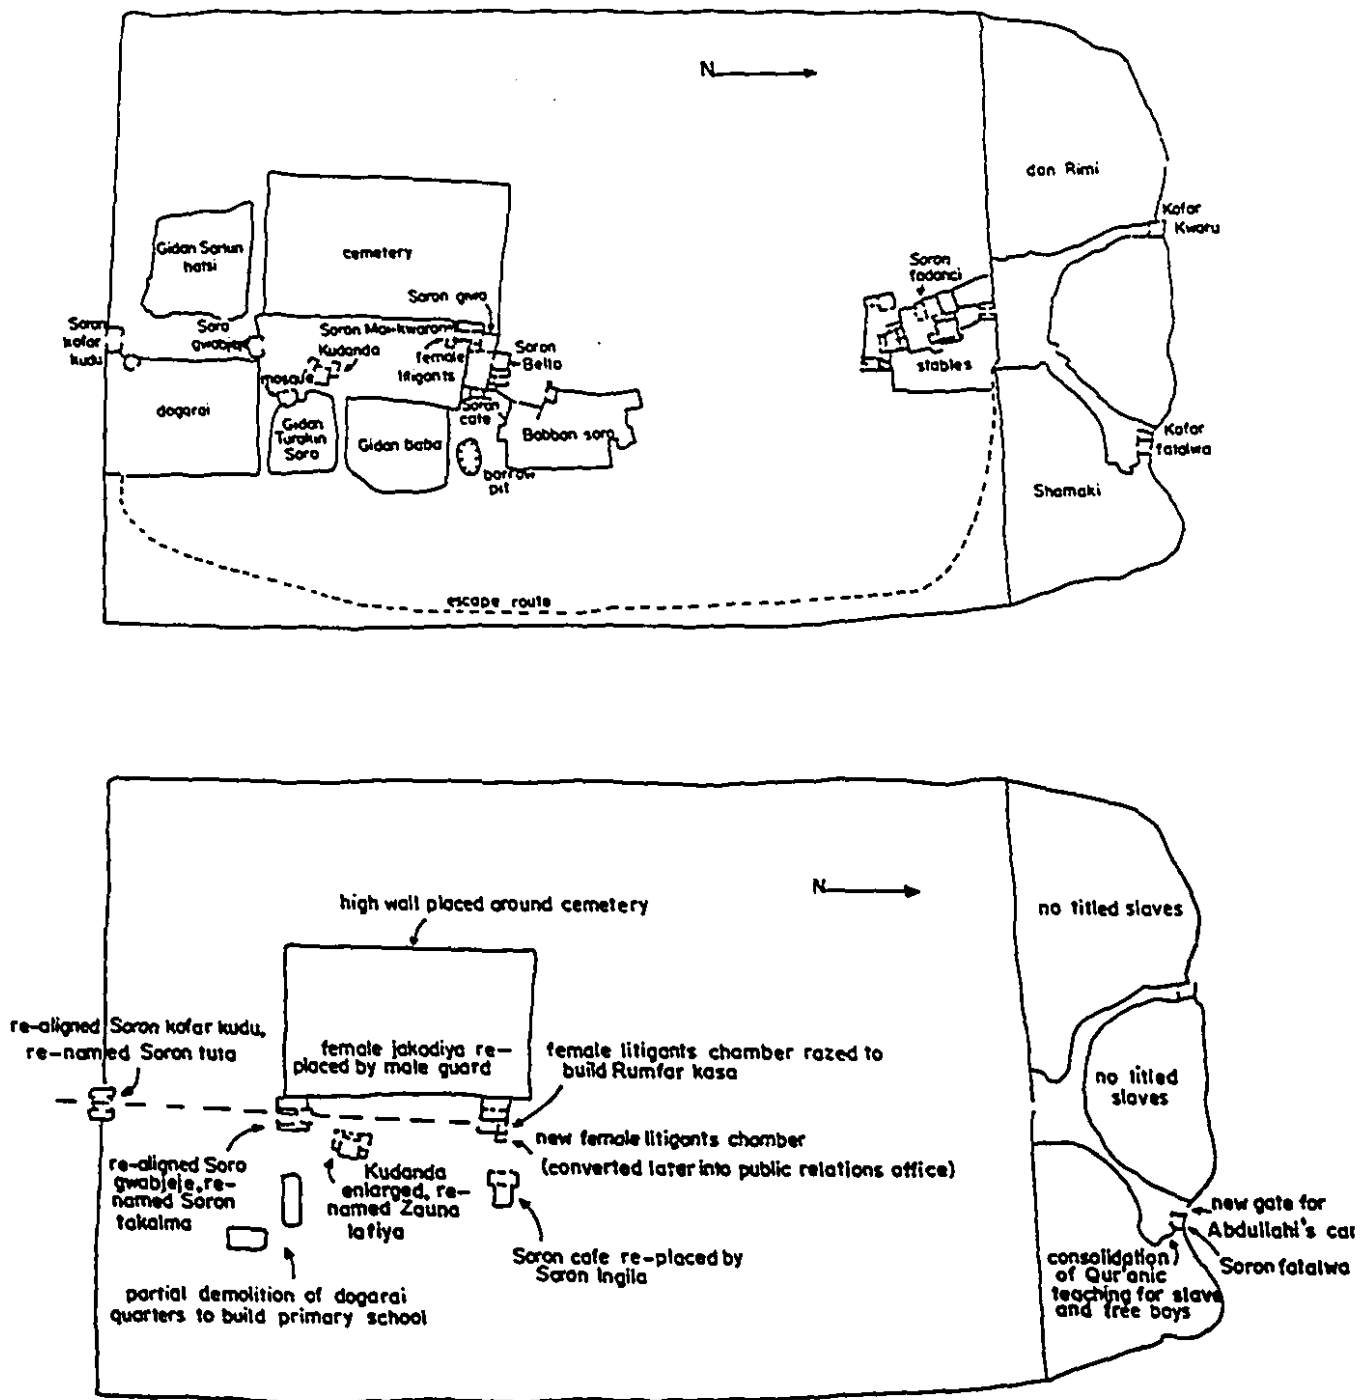 N
dan Rimi
Kofar
Kwaru
Gidan Sarkin
hatsi
cemetery
Soron
fadanci
Soron giwa
Soron
kofar
kudu
Soro
gwabjeje
Soron Mai-kwaron
Kudanda
female
litigants
Soron
Bello
mosque
stables
dogarai
Gidan
Turakin
Soro
Gidan baba
Soron
cafe
Babban soro
borrow
pit
Kofar
fatalwa
Shamaki
escape route
N
high wall placed around cemetery
no titled slaves
re-aligned Soron kofar kudu,
re-named Soron tuta
female jakadiya re-
placed by male guard
female litigants chamber razed to
build Rumfar kasa
no titled
slaves
new female litigants chamber
(converted later into public relations office)
re-aligned Soro
gwabjeje, re-
named Soron
takalma
Kudanda
enlarged, re-
named Zauna
lafiya
new gate for
Abdullahi's car
Soron cafe re-placed by
Soron Ingila
consolidation
of Qur'anic
teaching for slave
and free boys
Soron fatalwa
partial demolition of dogarai
quarters to build primary school